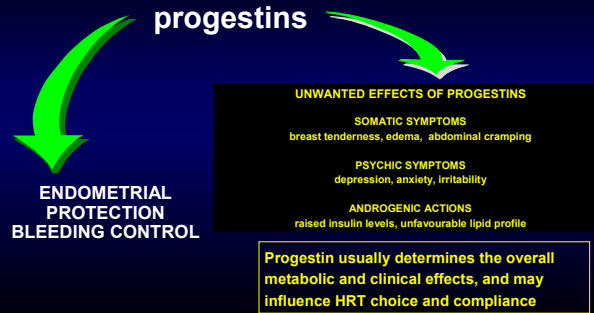 progestins
ENDOMETRIAL
PROTECTION
BLEEDING CONTROL
UNWANTED EFFECTS OF PROGESTINS
SOMATIC SYMPTOMS
breast tenderness, edema, abdominal cramping
PSYCHIC SYMPTOMS
depression, anxiety, irritability
ANDROGENIC ACTIONS
raised insulin levels, unfavourable lipid profile
Progestin usually determines the overall
metabolic and clinical effects, and may
influence HRT choice and compliance